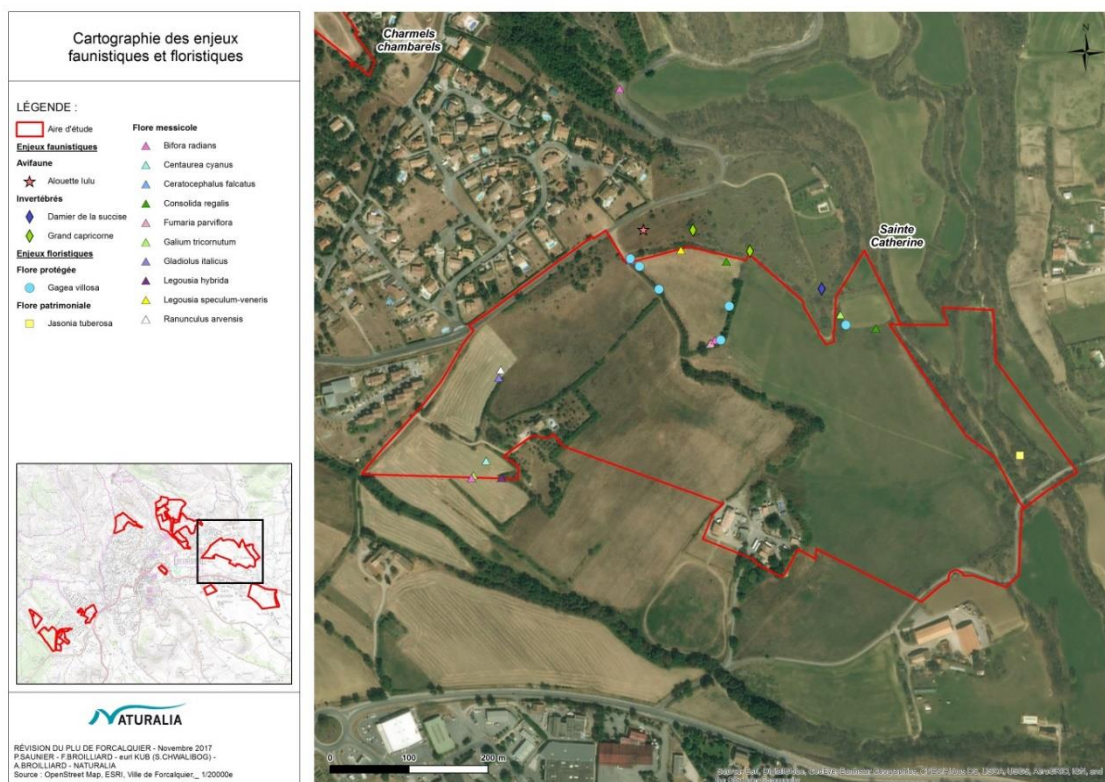 Cartographie des enjeux
faunistiques et floristiques
LÉGENDE :
Aire d'étude
Enjeux faunistiques
Avifaune
Alouette lulu
Invertébrés
Damier de la succise
Grand capricorne
Enjeux floristiques
Flore protégée
Gagea villosa
Flore patrimoniale
Jasonia tuberosa
Flore messicole
Bifora radians
Centaurea cyanus
Ceratocephalus falcatus
Consolida regalis
Fumaria parviflora
Galium tricornutum
Gladiolus italicus
Legousia hybrida
Legousia speculum-veneris
Ranunculus arvensis
NATURALIA
RÉVISION DU PLU DE FORCALQUIER - Novembre 2017
P.SAUNIER - F.BROILLIARD - eurl KUB (S.CHWALIBOG) -
A.BROILLIARD - NATURALIA
Source : OpenStreet Map, ESRI, Ville de Forcalquier,_ 1/20000e
Charmels
chambarels
N
Sainte
Catherine
0 100 200 m